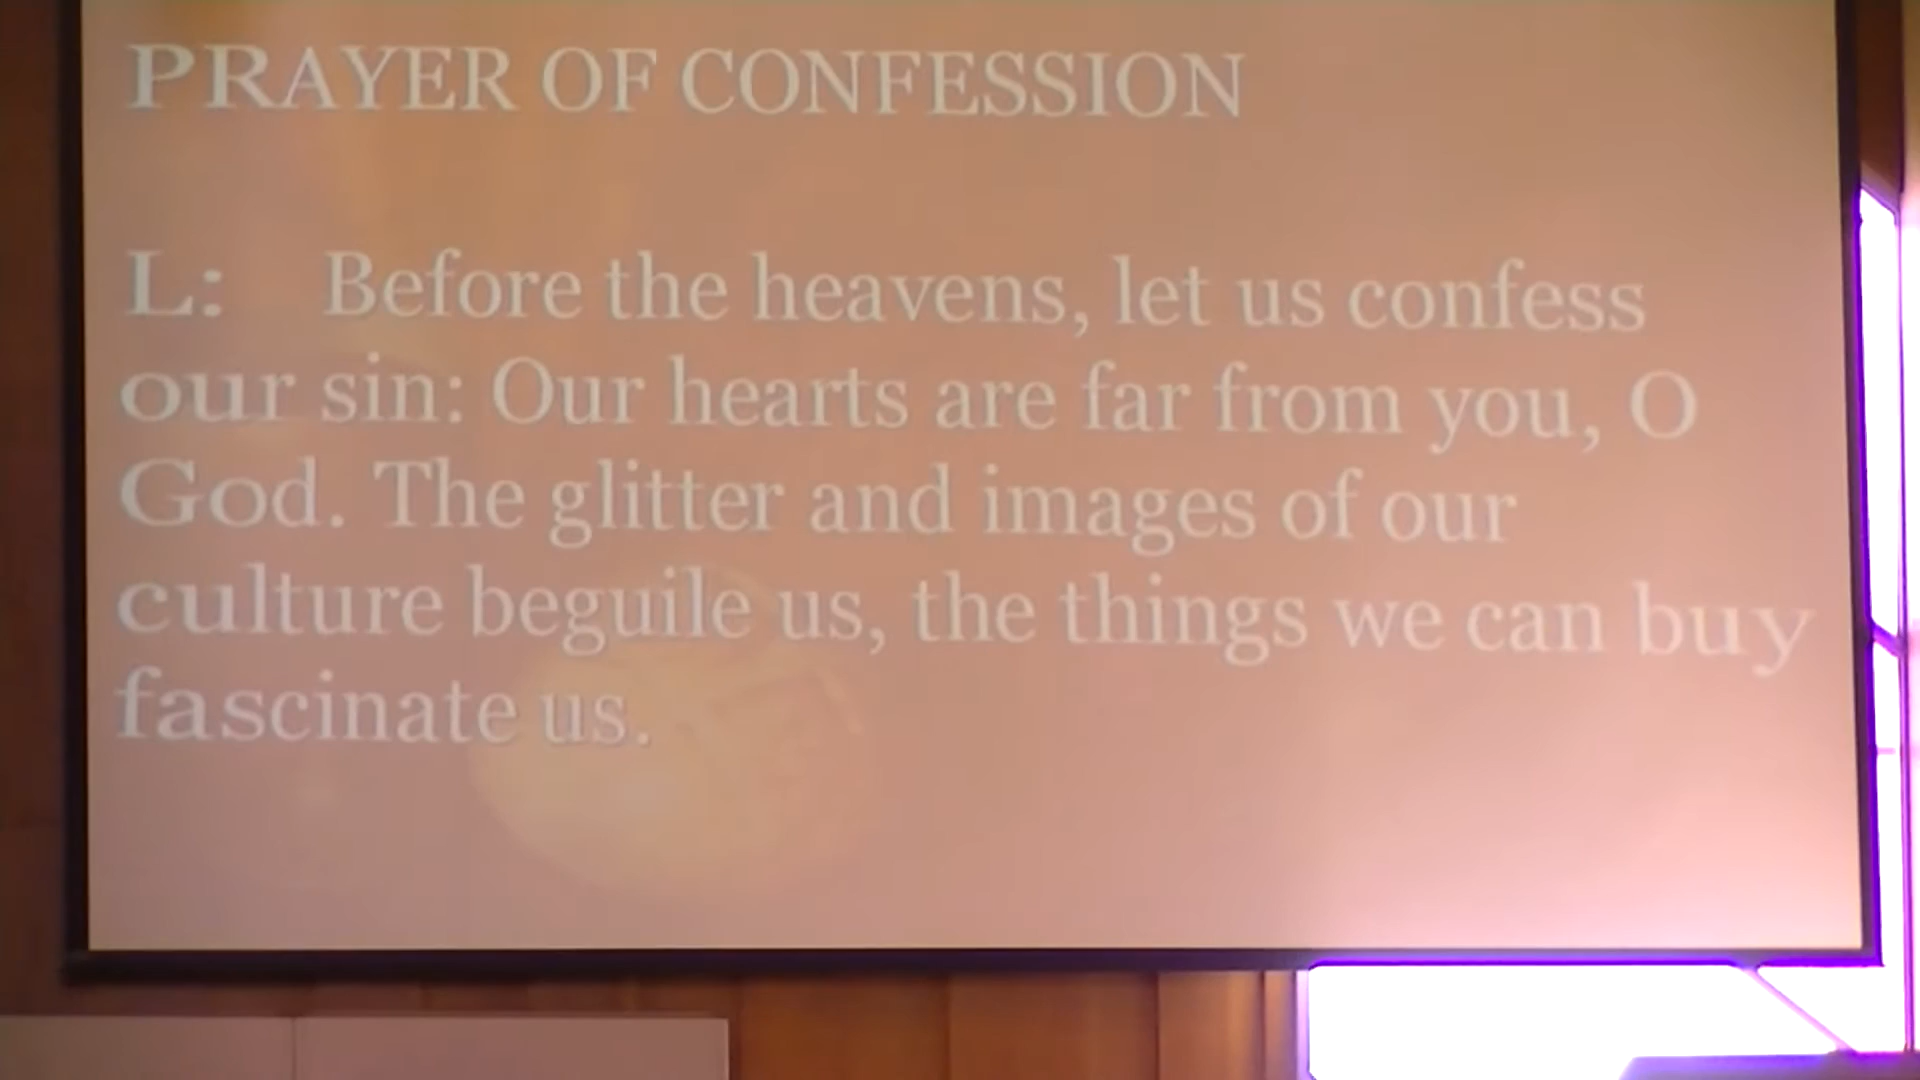 PRAYER OF CONFESSION
L: Before the heavens, let us confess
our sin: Our hearts are far from you, O
God. The glitter and images of our
culture beguile us, the things we can buy
fascinate us.